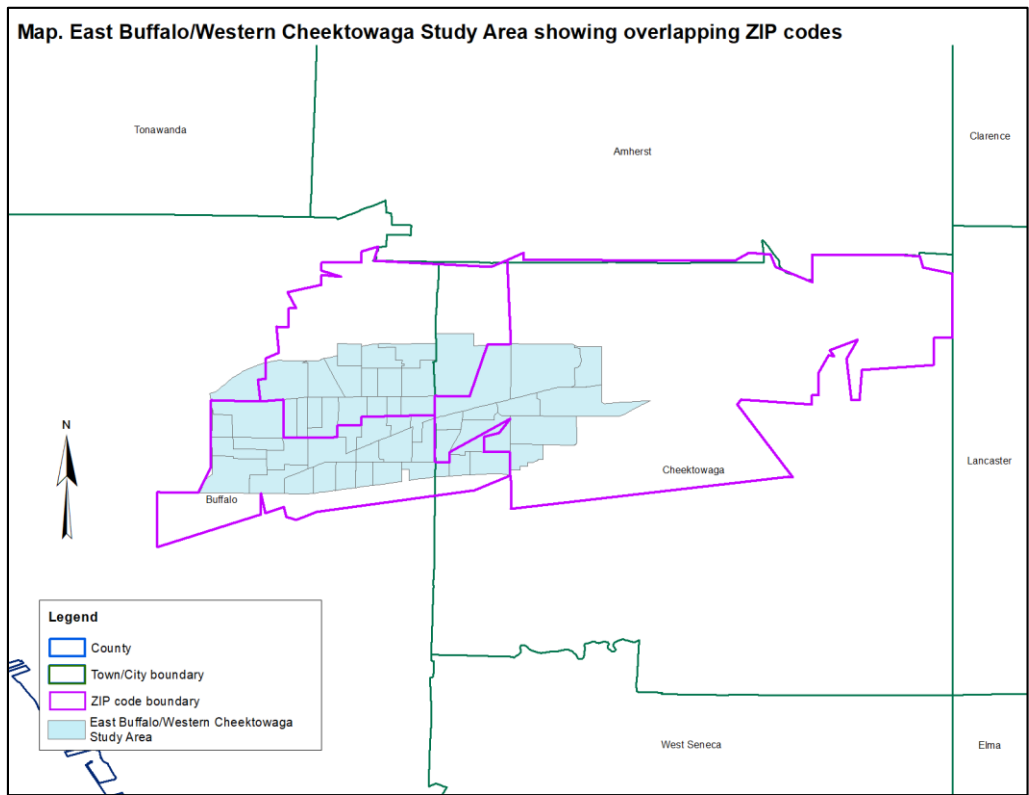 Map. East Buffalo/Western Cheektowaga Study Area showing overlapping ZIP codes
Tonawanda
Amherst
Clarence
N
Buffalo
Cheektowaga
Lancaster
Legend
County
Town/City boundary
ZIP code boundary
East Buffalo/Western Cheektowaga
Study Area
West Seneca
Elma